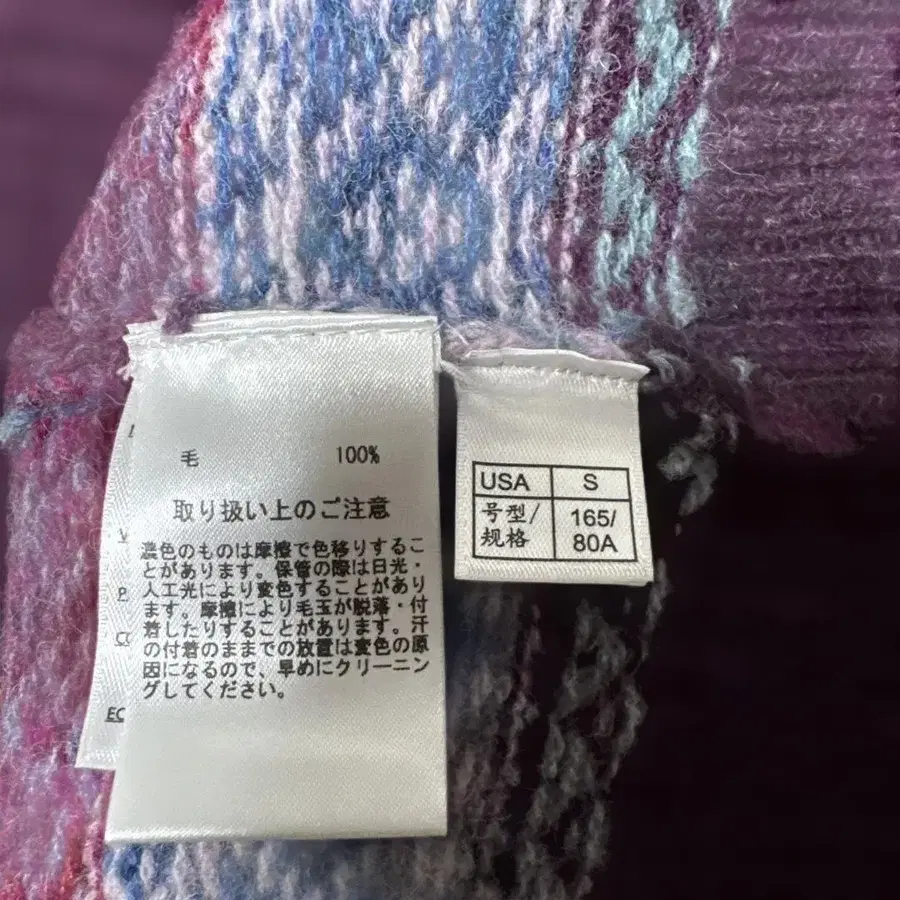 毛 100%
取り扱い上のご注意
濃色のものは摩擦で色移りするこ
とがあります。保管の際は日光・
人工光により変色することがあり
ます。摩擦により毛玉が脱落・付
着したりすることがあります。汗
の付着のままでの放置は変色の原
因になるので、早めにクリーニン
グしてください。
USA S
号型/ 165/
规格 80A
EC